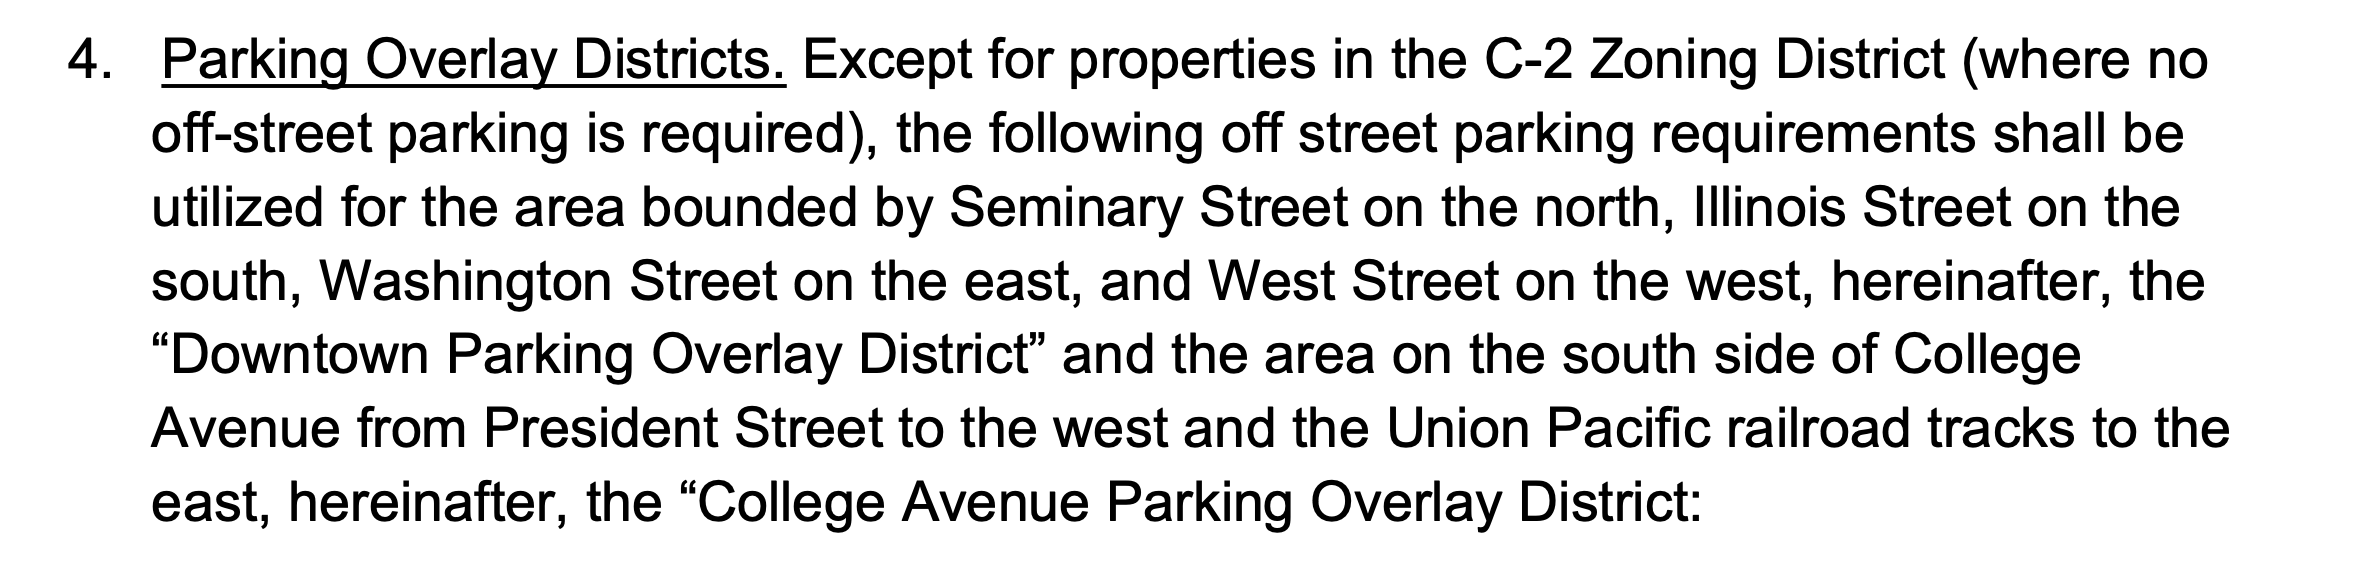 4. Parking Overlay Districts. Except for properties in the C-2 Zoning District (where no
off-street parking is required), the following off street parking requirements shall be
utilized for the area bounded by Seminary Street on the north, Illinois Street on the
south, Washington Street on the east, and West Street on the west, hereinafter, the
“Downtown Parking Overlay District” and the area on the south side of College
Avenue from President Street to the west and the Union Pacific railroad tracks to the
east, hereinafter, the “College Avenue Parking Overlay District: